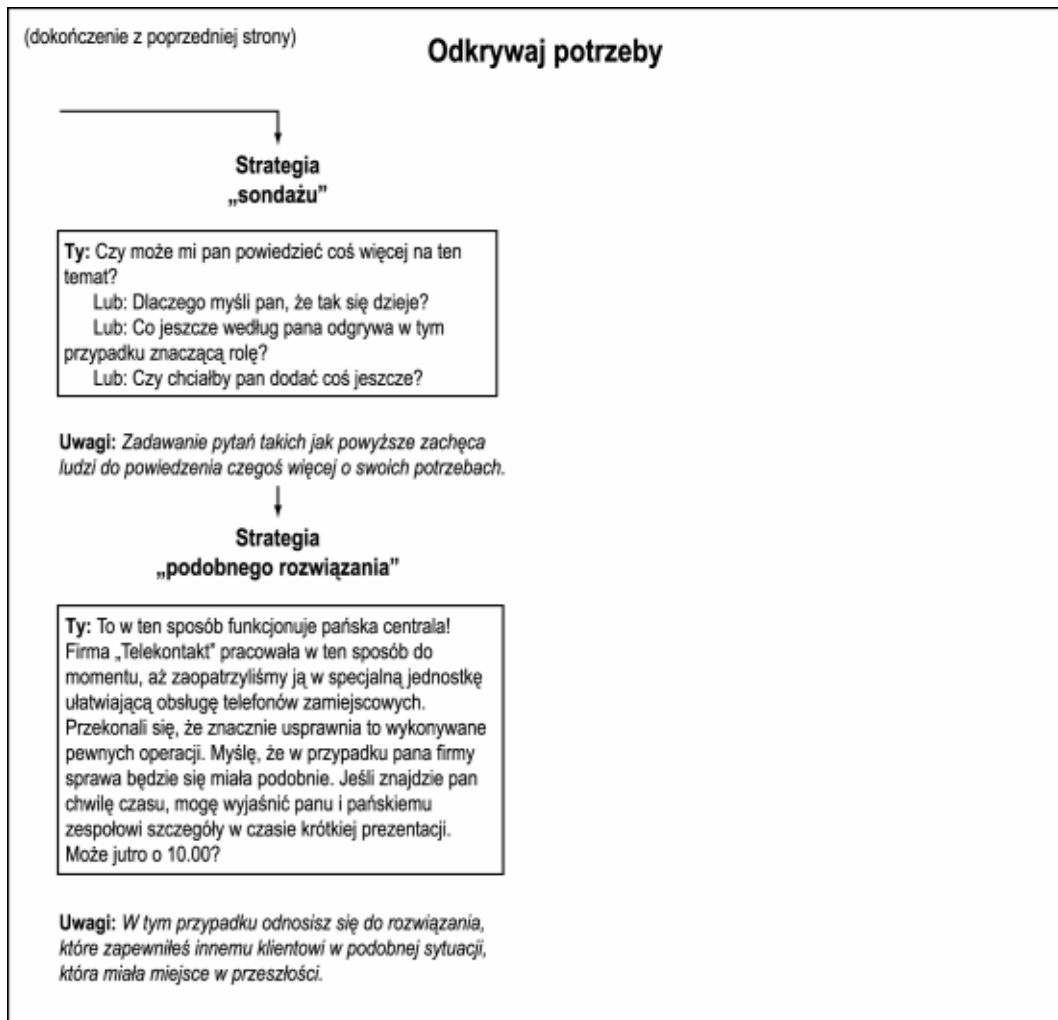 (dokończenie z poprzedniej strony)
Odkrywaj potrzeby
Strategia
„sondażu”
Ty: Czy może mi pan powiedzieć coś więcej na ten
temat?
Lub: Dlaczego myśli pan, że tak się dzieje?
Lub: Co jeszcze według pana odgrywa w tym
przypadku znaczącą rolę?
Lub: Czy chciałby pan dodać coś jeszcze?
Uwagi: Zadawanie pytań takich jak powyższe zachęca
ludzi do powiedzenia czegoś więcej o swoich potrzebach.
Strategia
„podobnego rozwiązania”
Ty: To w ten sposób funkcjonuje pańska centrala!
Firma „Telekontakt” pracowała w ten sposób do
momentu, aż zaopatrzyliśmy ją w specjalną jednostkę
ułatwiającą obsługę telefonów zamiejscowych.
Przekonali się, że znacznie usprawnia to wykonywane
pewnych operacji. Myślę, że w przypadku pana firmy
sprawa będzie się miała podobnie. Jeśli znajdzie pan
chwilę czasu, mogę wyjaśnić panu i pańskiemu
zespołowi szczegóły w czasie krótkiej prezentacji.
Może jutro o 10.00?
Uwagi: W tym przypadku odnosisz się do rozwiązania,
które zapewniłeś innemu klientowi w podobnej sytuacji,
która miała miejsce w przeszłości.